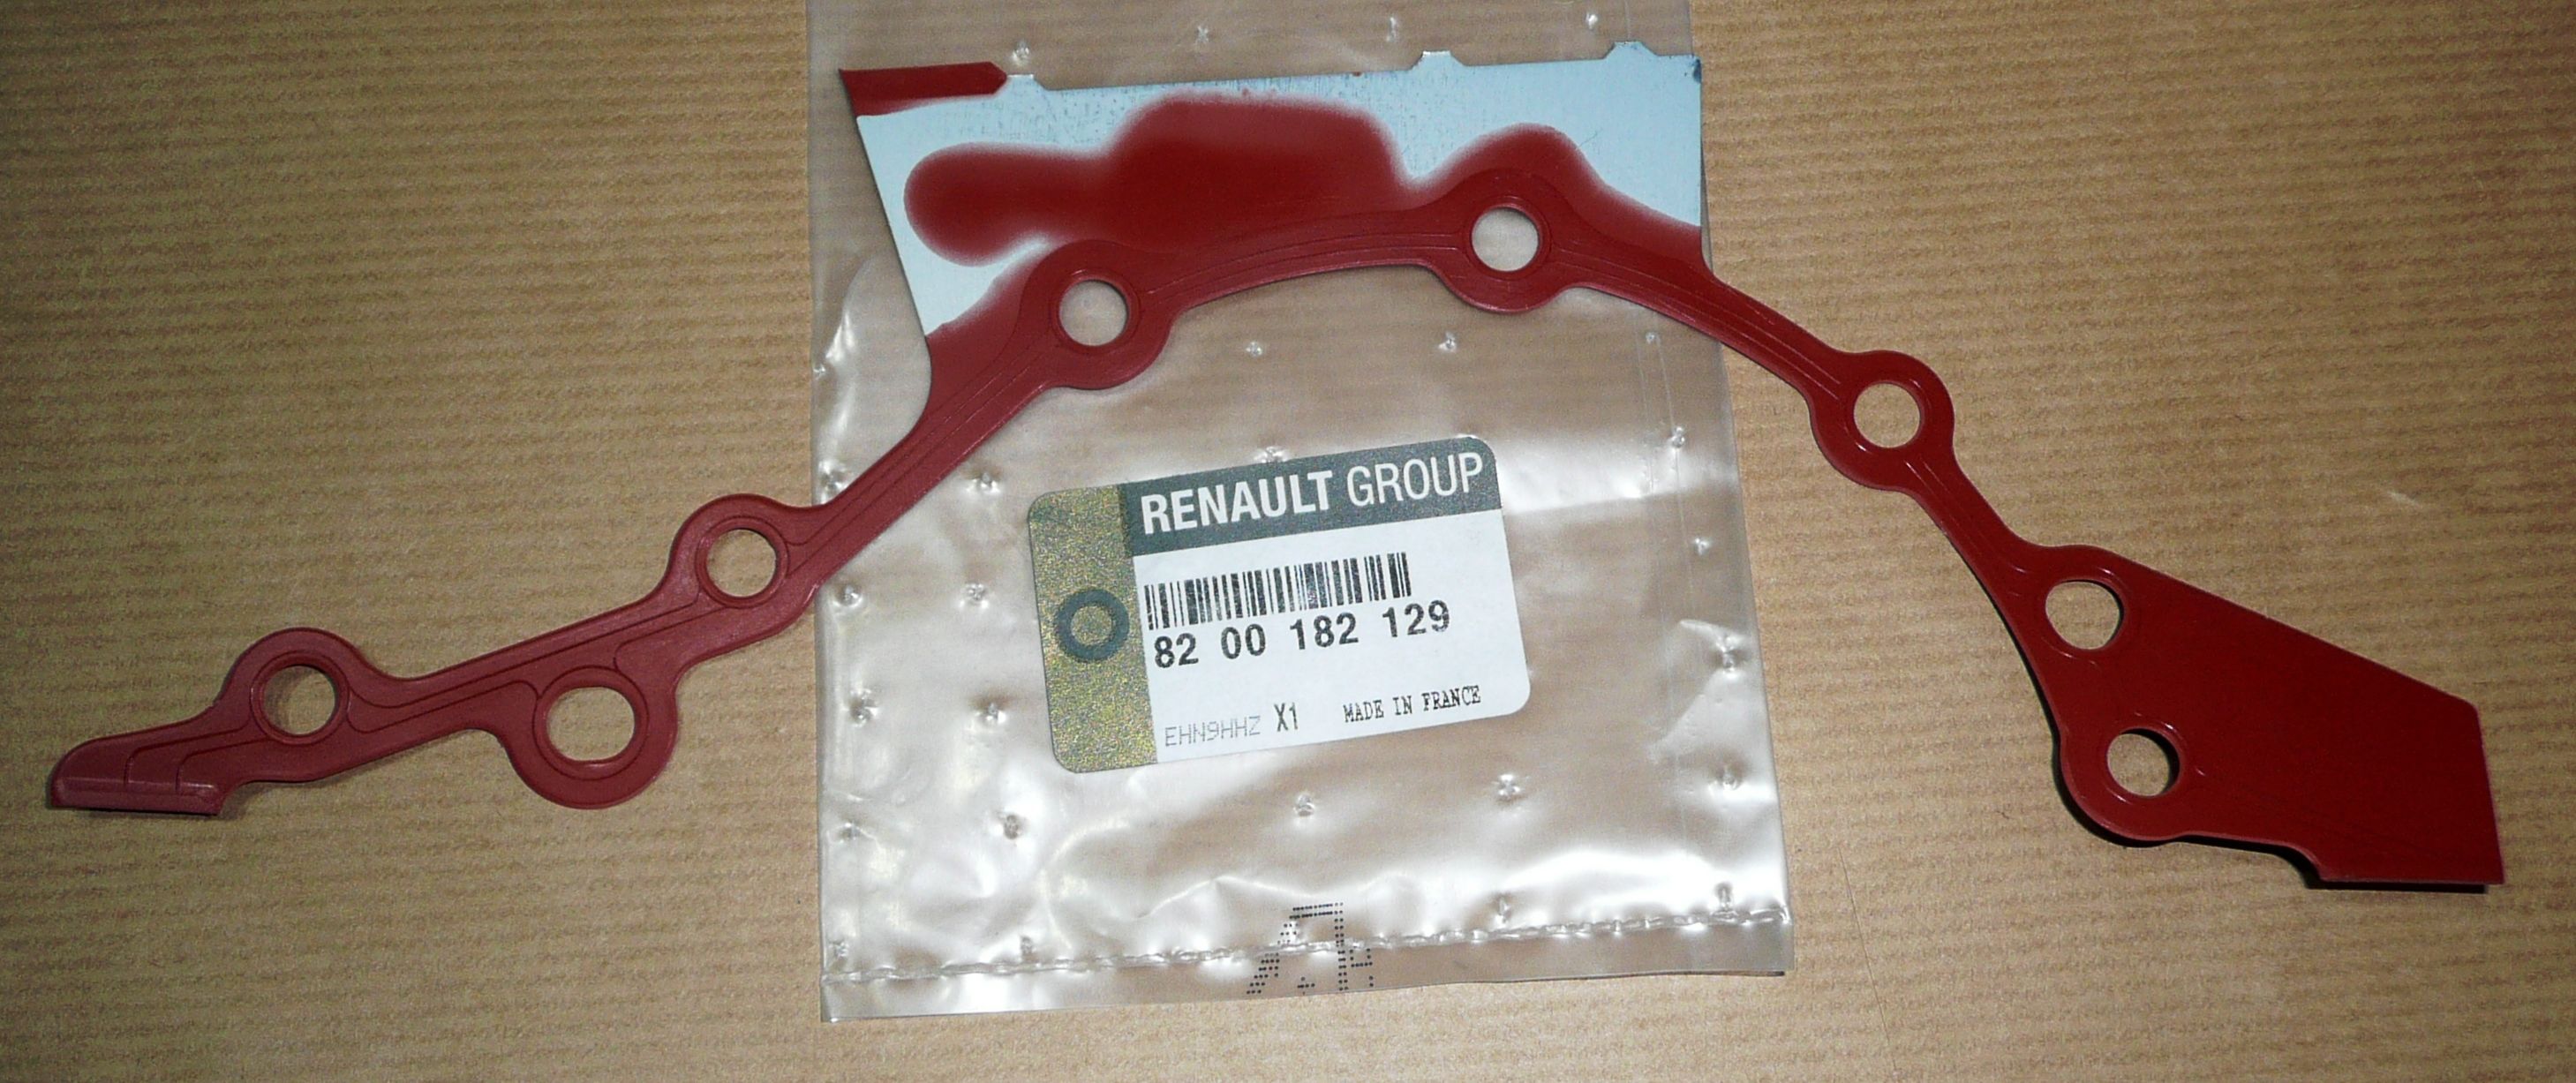 RENAULT GROUP
82 00 182 129
EHN9HHZ X1 MADE IN FRANCE